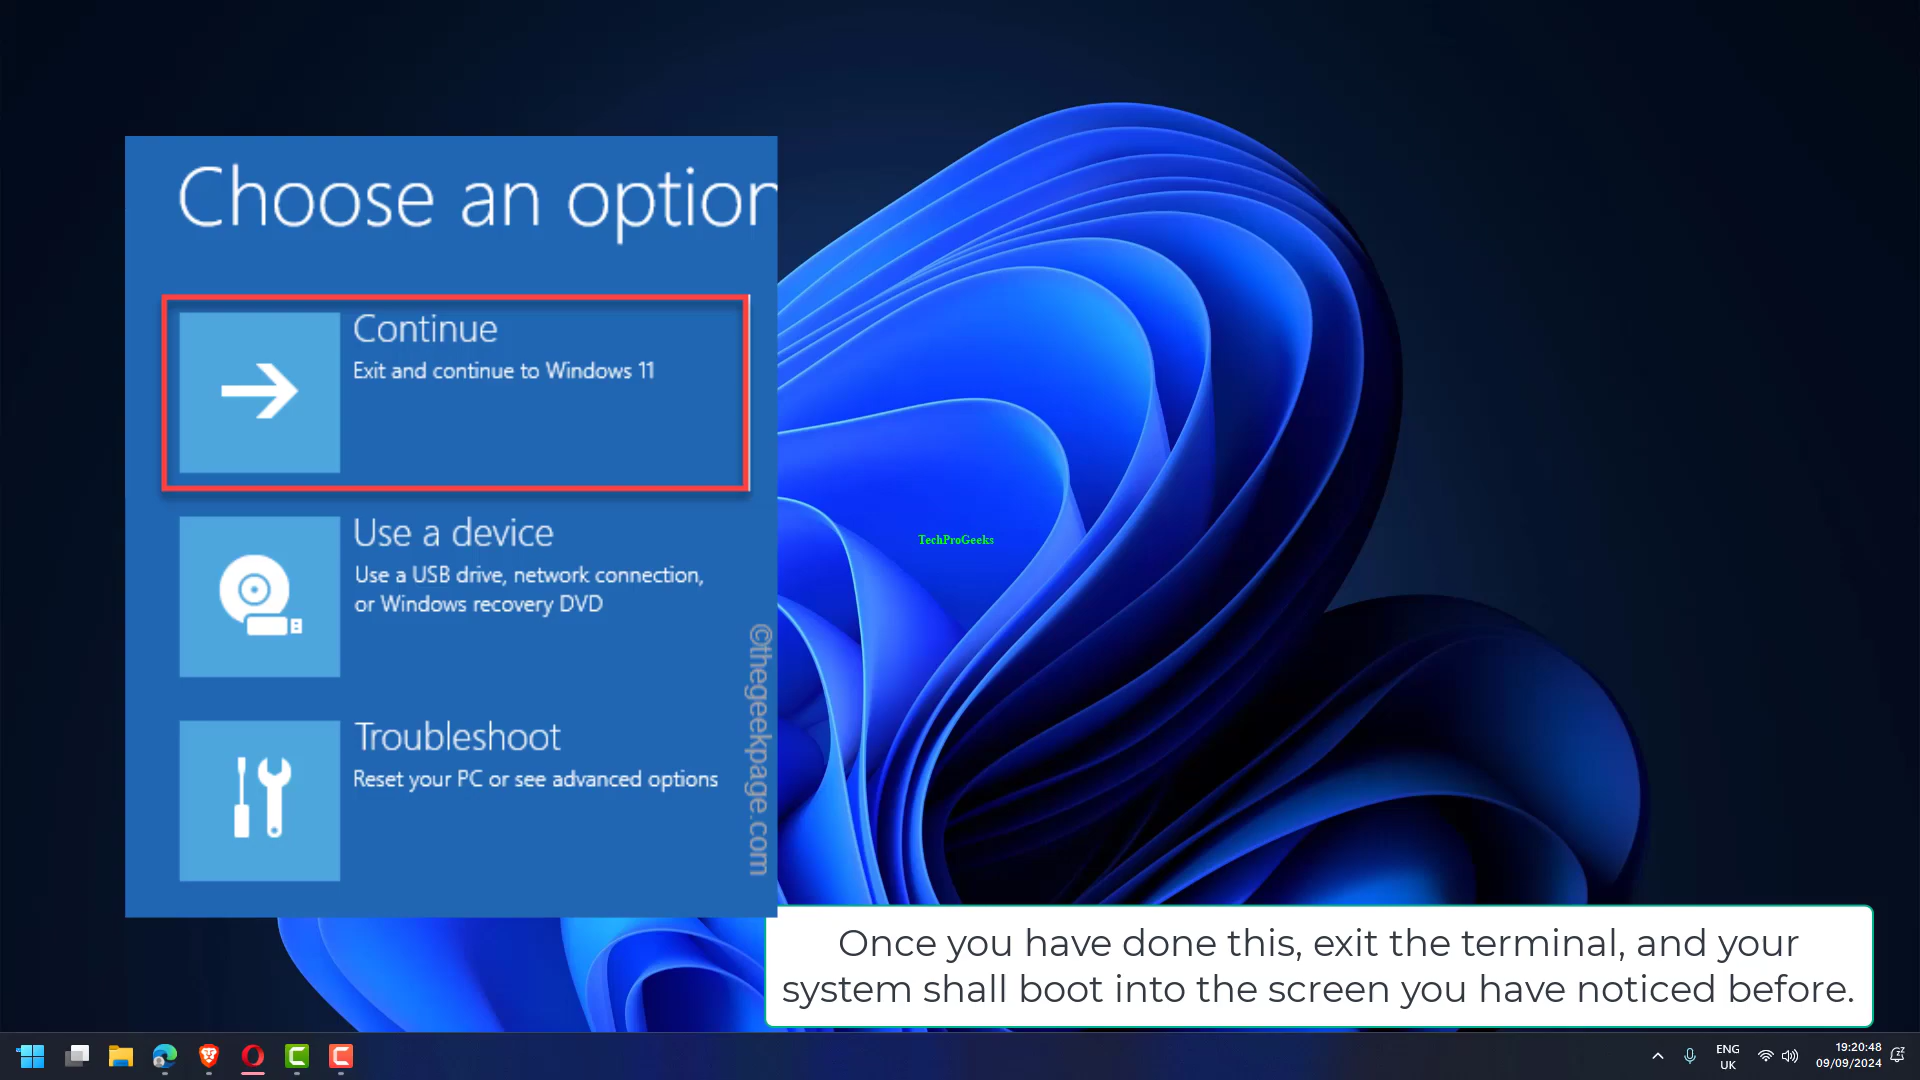 Choose an option
Continue
Exit and continue to Windows 11
Use a device
Use a USB drive, network connection,
or Windows recovery DVD
Troubleshoot
Reset your PC or see advanced options
©thegeekpage.com
TechProGeeks
Once you have done this, exit the terminal, and your
system shall boot into the screen you have noticed before.
ENG
UK
19:20:48
09/09/2024